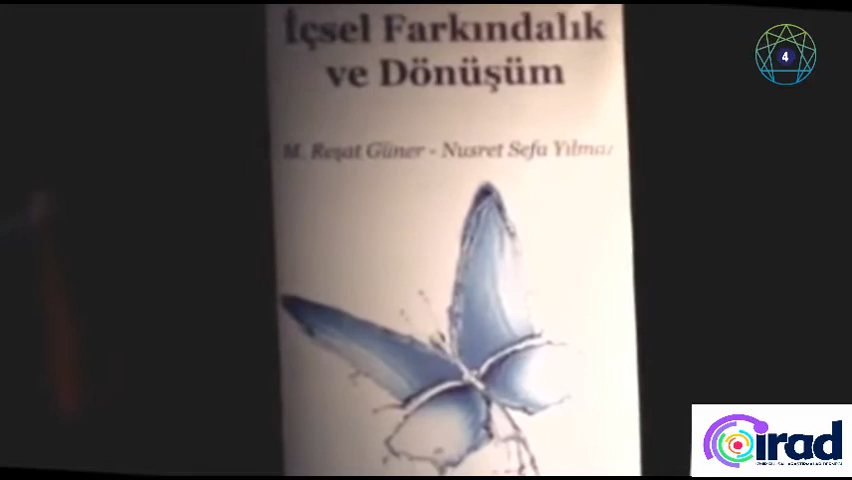 İçsel Farkındalık
ve Dönüşüm
M. Reşat Güner - Nusret Sefa Yılmaz
4
irad